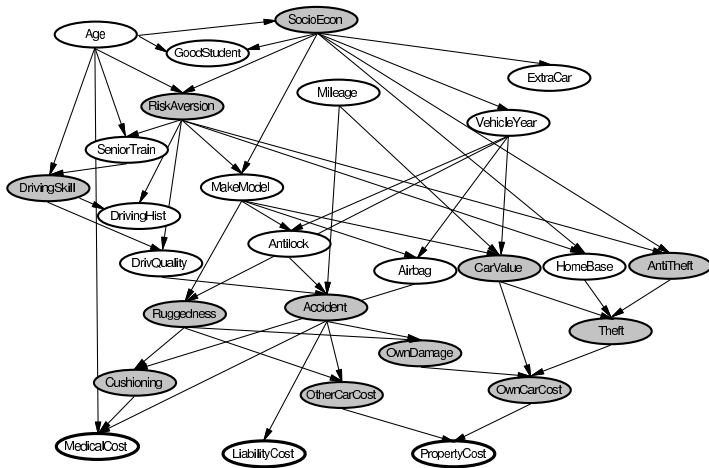 SocioEcon
Age
GoodStudent
ExtraCar
Mileage
RiskAversion
VehicleYear
SeniorTrain
DrivingSkill
MakeModel
DrivingHist
Antilock
DrivQuality
Airbag
CarValue
HomeBase
AntiTheft
Ruggedness
Accident
Theft
OwnDamage
Cushioning
OtherCarCost
OwnCarCost
MedicalCost
LiabilityCost
PropertyCost